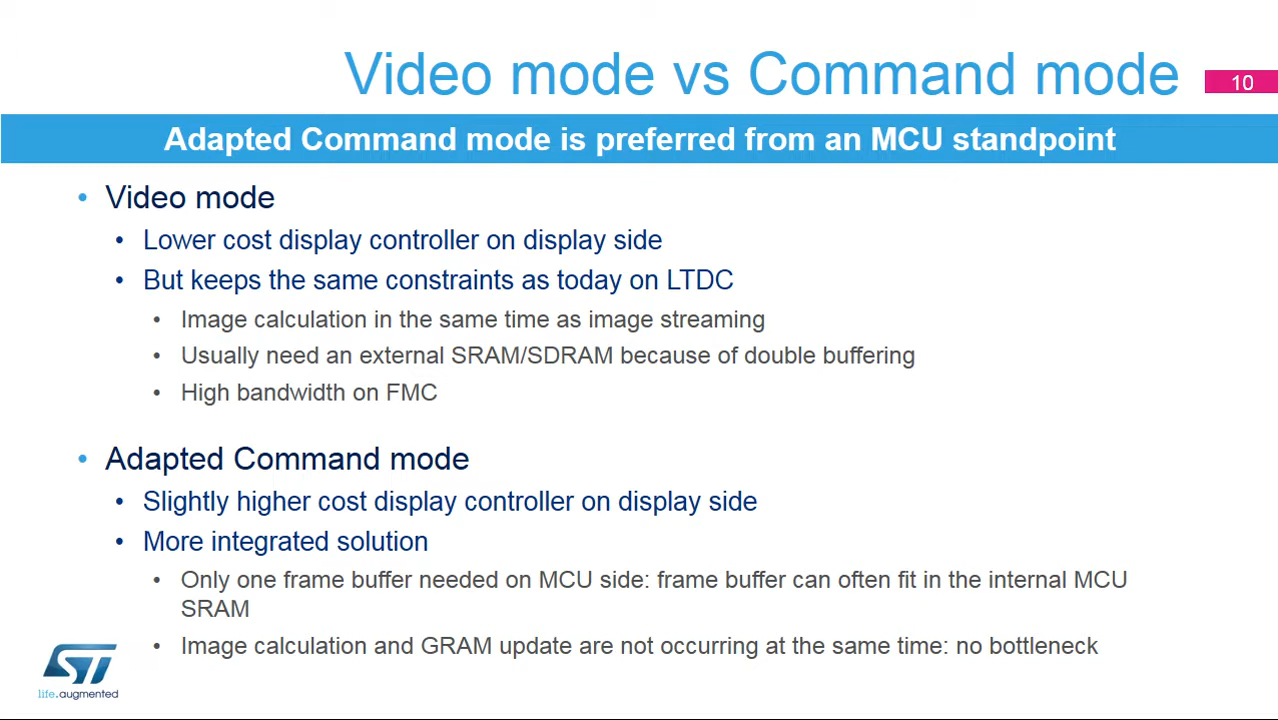 Video mode vs Command mode
10
Adapted Command mode is preferred from an MCU standpoint
• Video mode
• Lower cost display controller on display side
• But keeps the same constraints as today on LTDC
• Image calculation in the same time as image streaming
• Usually need an external SRAM/SDRAM because of double buffering
• High bandwidth on FMC
• Adapted Command mode
• Slightly higher cost display controller on display side
• More integrated solution
• Only one frame buffer needed on MCU side: frame buffer can often fit in the internal MCU
SRAM
• Image calculation and GRAM update are not occurring at the same time: no bottleneck
ST
life.augmented